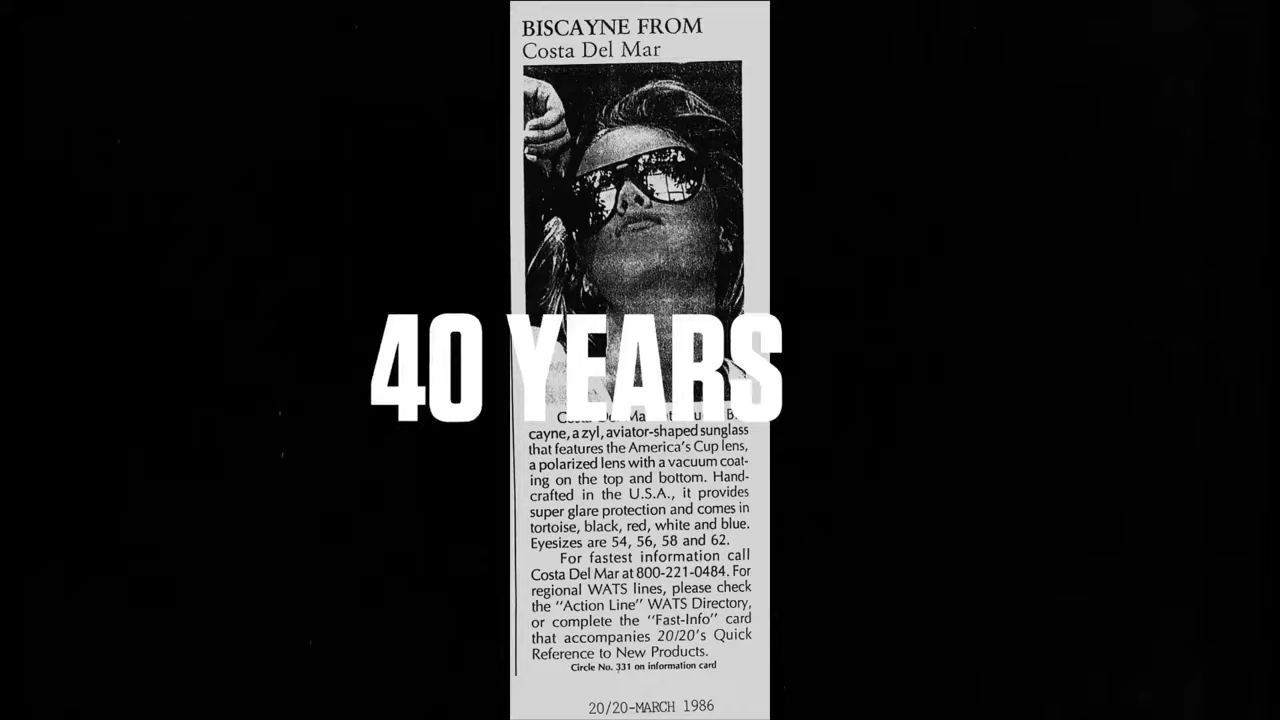 BISCAYNE FROM
Costa Del Mar
40 YEARS
cayne, a zyl, aviator-shaped sunglass
that features the America's Cup lens,
a polarized lens with a vacuum coat-
ing on the top and bottom. Hand-
crafted in the U.S.A., it provides
super glare protection and comes in
tortoise, black, red, white and blue.
Eyesizes are 54, 56, 58 and 62.
For fastest information call
Costa Del Mar at 800-221-0484. For
regional WATS lines, please check
the "Action Line" WATS Directory,
or complete the "Fast-Info" card
that accompanies 20/20's Quick
Reference to New Products.
Circle No. 331 on information card
20/20-MARCH 1986